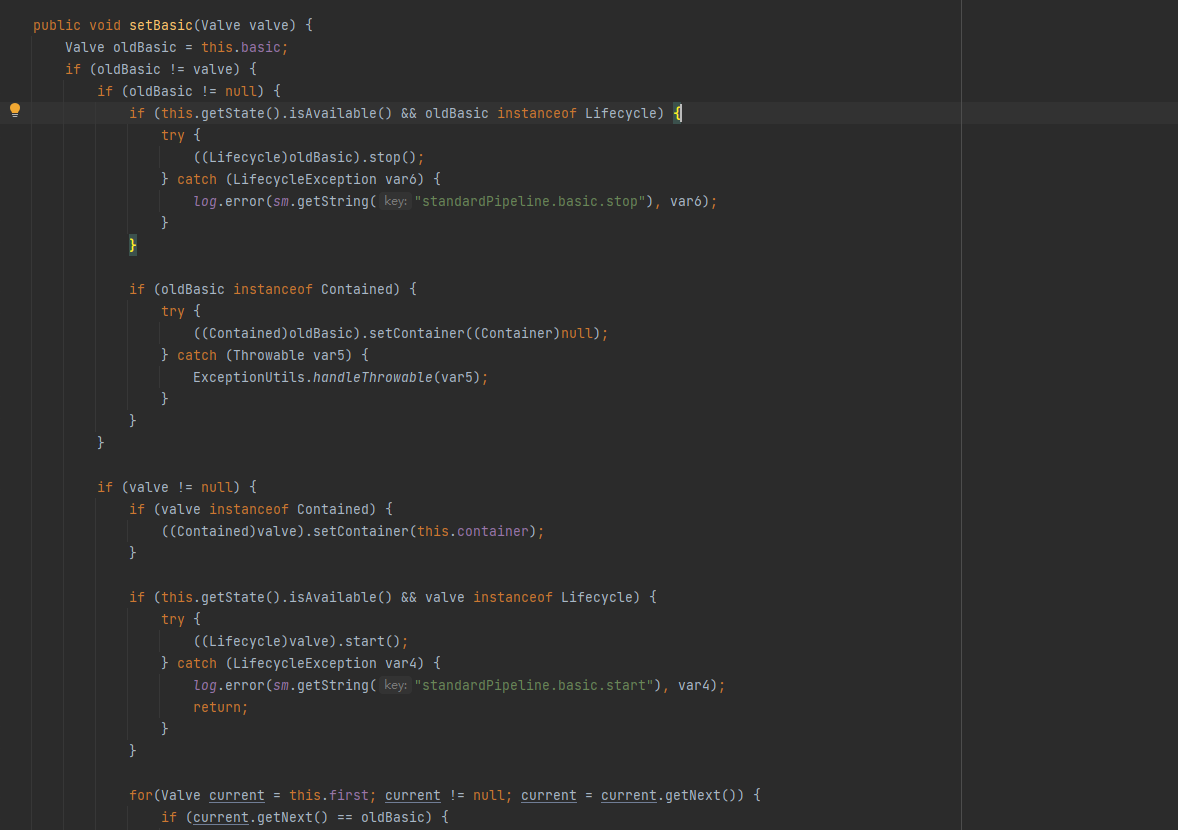 public void setBasic(Valve valve) {
    Valve oldBasic = this.basic;
    if (oldBasic != valve) {
        if (oldBasic != null) {
            if (this.getState().isAvailable() && oldBasic instanceof Lifecycle) {
                try {
                    ((Lifecycle)oldBasic).stop();
                } catch (LifecycleException var6) {
                    log.error(sm.getString( key: "standardPipeline.basic.stop"), var6);
                }
            }

            if (oldBasic instanceof Contained) {
                try {
                    ((Contained)oldBasic).setContainer((Container)null);
                } catch (Throwable var5) {
                    ExceptionUtils.handleThrowable(var5);
                }
            }
        }

        if (valve != null) {
            if (valve instanceof Contained) {
                ((Contained)valve).setContainer(this.container);
            }

            if (this.getState().isAvailable() && valve instanceof Lifecycle) {
                try {
                    ((Lifecycle)valve).start();
                } catch (LifecycleException var4) {
                    log.error(sm.getString( key: "standardPipeline.basic.start"), var4);
                    return;
                }
            }

            for(Valve current = this.first; current != null; current = current.getNext()) {
                if (current.getNext() == oldBasic) {